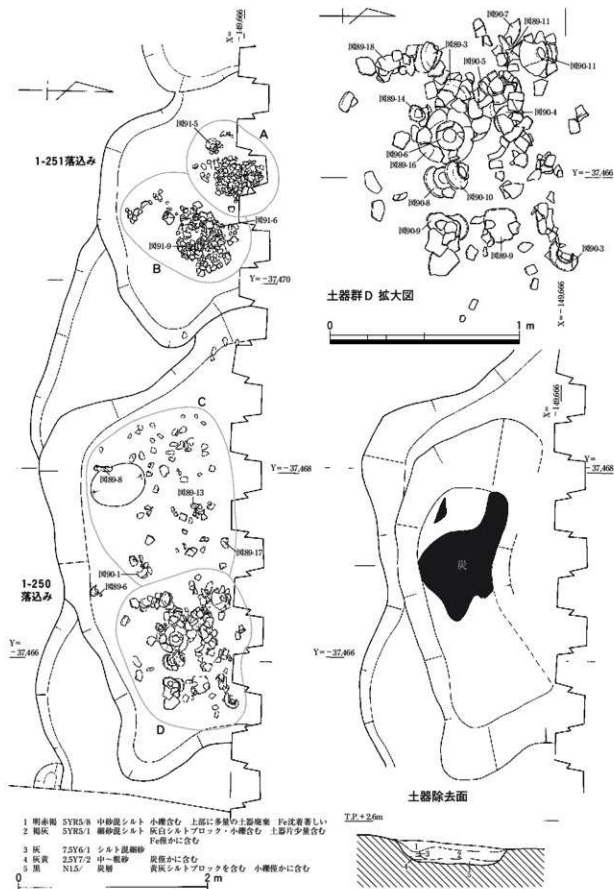 X=
-149,666
1-251落込み
図91-5
A
図91-6
図91-9
B
Y=-37,470
C
図89-8
図89-13
Y=-37,468
図89-17
図90-1
図89-6
1-250
落込み
Y=
-37,466
D
図89-18
図89-3
図90-7
図89-11
図90-5
図90-11
図89-14
図90-4
図90-6
図89-16
Y=-37,466
図90-8
図90-10
図90-9
図89-9
図90-3
土器群D 拡大図
X=-149,666
0
1 m
X=
-149,666
Y=
-37,468
炭
Y=-37,466
土器除去面
T.P.+2.6m
1 明赤褐 5YR5/8 中砂混シルト 小礫含む 上部に多量の土器廃棄 Fe沈着著しい
2 褐灰 5YR5/1 細砂混シルト 灰白シルトブロック・小礫含む 土器片少量含む
Fe僅かに含む
3 灰 7.5Y6/1 シルト混細砂
4 灰黄 2.5Y7/2 中~粗砂 炭僅かに含む
5 黒 N1.5/ 炭層 黄灰シルトブロックを含む 小礫僅かに含む
0
2 m